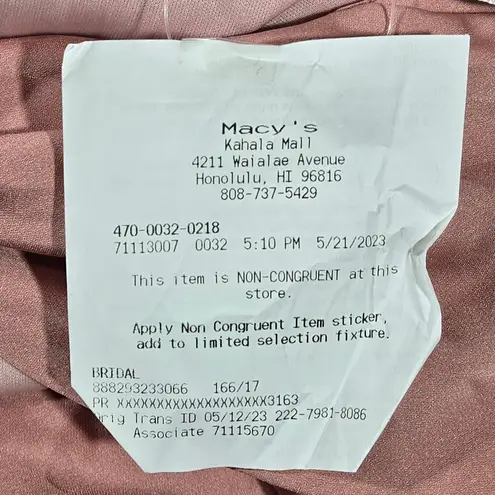 Macy's
Kahala Mall
4211 Waialae Avenue
Honolulu, HI 96816
808-737-5429
470-0032-0218
71113007 0032 5:10 PM 5/21/2023
This item is NON-CONGRUENT at this
store.
Apply Non Congruent Item sticker,
add to limited selection fixture.
BRIDAL
888293233066 166/17
PR XXXXXXXXXXXXXXXXXXX3163
Orig Trans ID 05/12/23 222-7981-8086
Associate 71115670